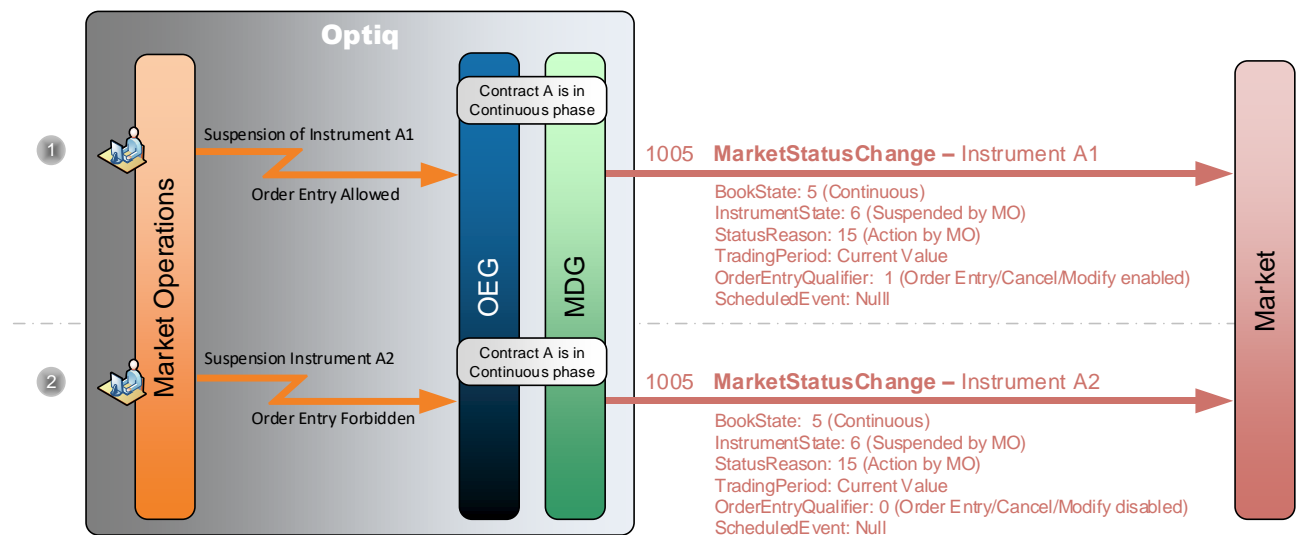 Optiq
Market Operations
OEG
MDG
Market
Contract A is in
Continuous phase
1
Suspension of Instrument A1
Order Entry Allowed
1005 MarketStatusChange – Instrument A1
BookState: 5 (Continuous)
InstrumentState: 6 (Suspended by MO)
StatusReason: 15 (Action by MO)
TradingPeriod: Current Value
OrderEntryQualifier: 1 (Order Entry/Cancel/Modify enabled)
ScheduledEvent: Null
Contract A is in
Continuous phase
2
Suspension Instrument A2
Order Entry Forbidden
1005 MarketStatusChange – Instrument A2
BookState: 5 (Continuous)
InstrumentState: 6 (Suspended by MO)
StatusReason: 15 (Action by MO)
TradingPeriod: Current Value
OrderEntryQualifier: 0 (Order Entry/Cancel/Modify disabled)
ScheduledEvent: Null